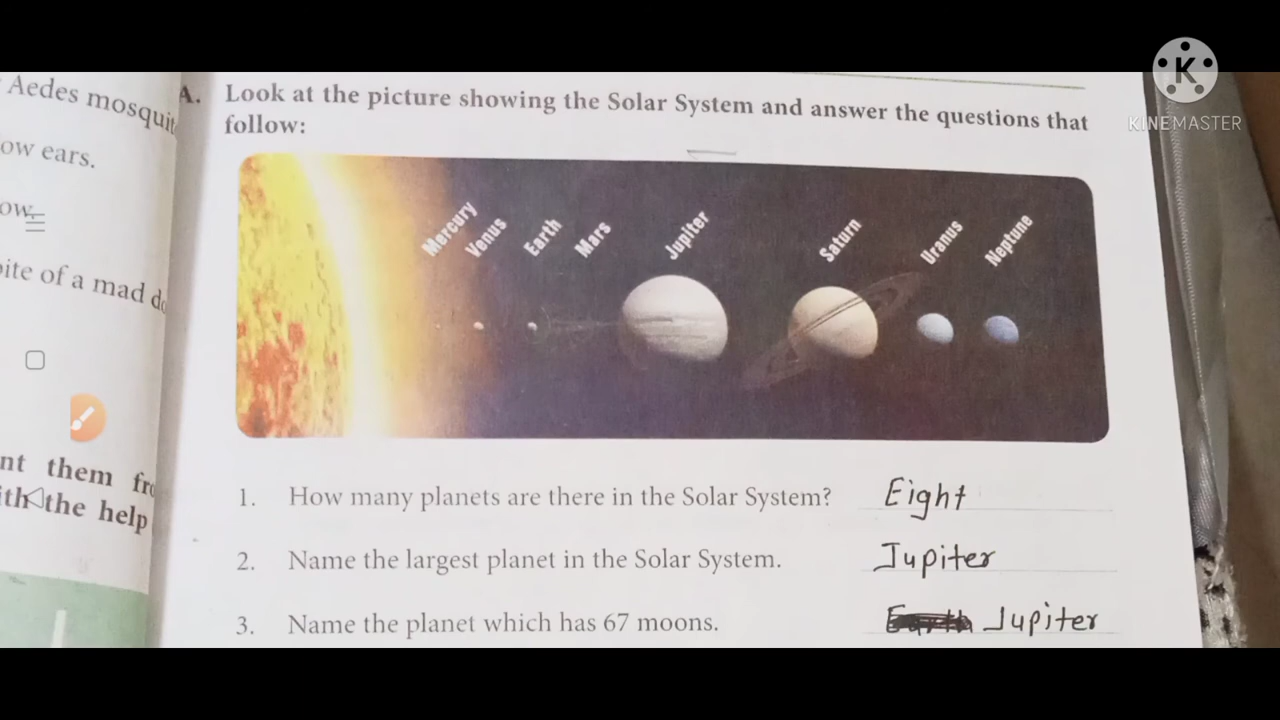 Aedes mosquit
ow ears.
ow.
ite of a mad do
nt them fro
ith the help
A. Look at the picture showing the Solar System and answer the questions that
follow:
Mercury
Venus
Earth
Mars
Jupiter
Saturn
Uranus
Neptune
1. How many planets are there in the Solar System? Eight
2. Name the largest planet in the Solar System. Jupiter
3. Name the planet which has 67 moons. Earth Jupiter
K
KINEMASTER